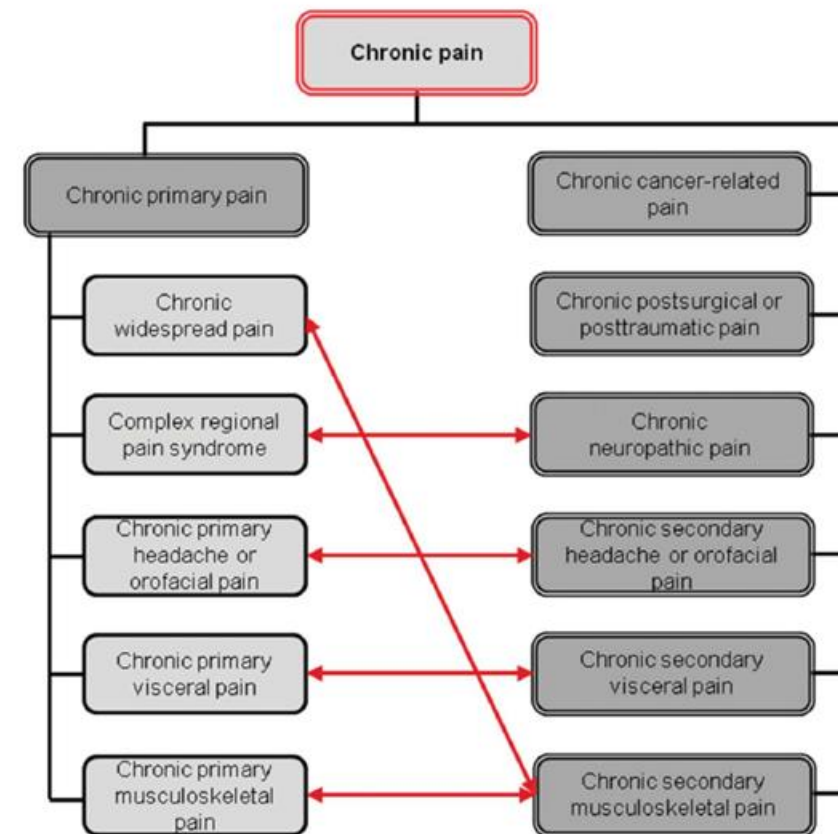 Chronic pain
Chronic primary pain
Chronic
widespread pain
Complex regional
pain syndrome
Chronic primary
headache or
orofacial pain
Chronic primary
visceral pain
Chronic primary
musculoskeletal
pain
Chronic cancer-related
pain
Chronic postsurgical or
posttraumatic pain
Chronic
neuropathic pain
Chronic secondary
headache or orofacial
pain
Chronic secondary
visceral pain
Chronic secondary
musculoskeletal pain